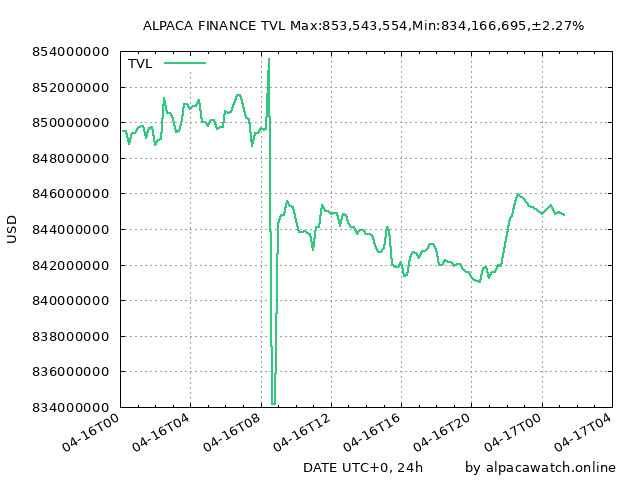 ALPACA FINANCE TVL Max:853,543,554,Min:834,166,695,±2.27%
TVL
854000000
852000000
850000000
848000000
846000000
844000000
842000000
840000000
838000000
836000000
834000000
USD
04-16T00
04-16T04
04-16T08
04-16T12
04-16T16
04-16T20
04-17T00
04-17T04
DATE UTC+0, 24h
by alpacawatch.online